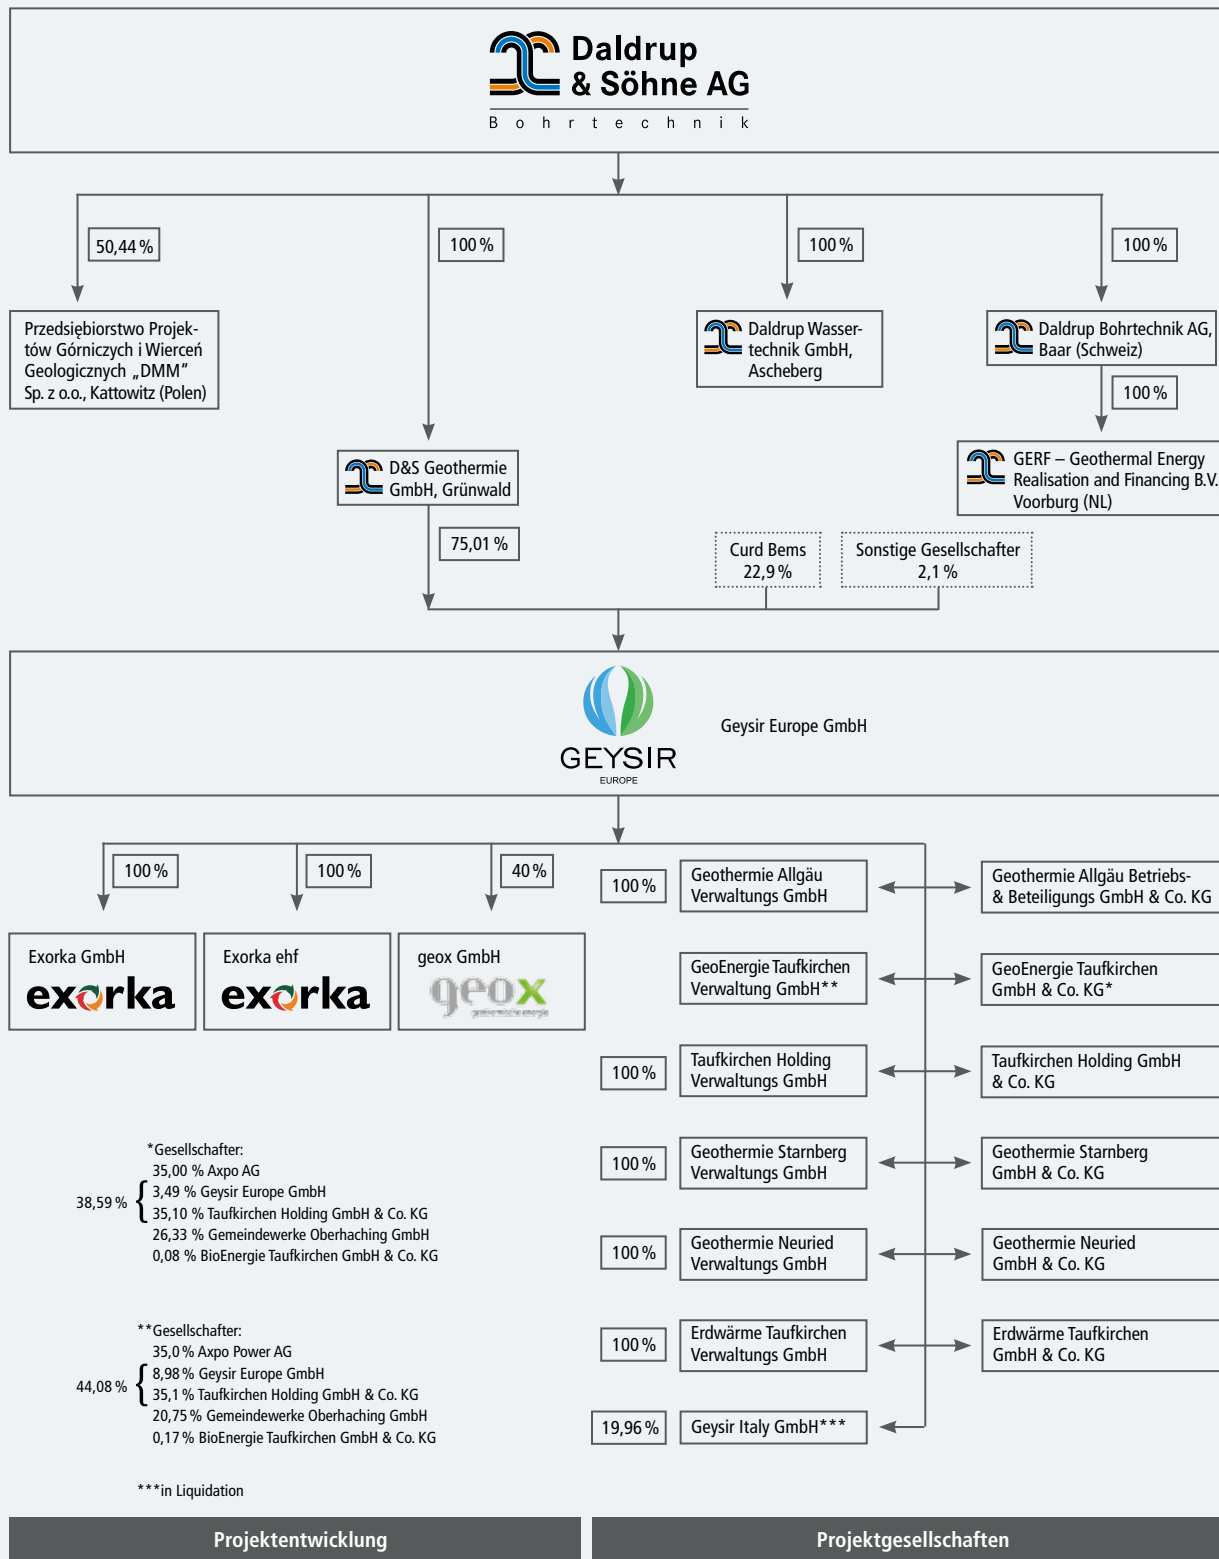 Daldrup
& Söhne AG
Bohrtechnik
50,44 %
100 %
100 %
100 %
Przedsiębiorstwo Projek-
tów Górniczych i Wierceń
Geologicznych „DMM“
Sp. z o.o., Kattowitz (Polen)
Daldrup Wasser-
technik GmbH,
Ascheberg
Daldrup Bohrtechnik AG,
Baar (Schweiz)
100 %
D&S Geothermie
GmbH, Grünwald
GERF – Geothermal Energy
Realisation and Financing B.V.
Voorburg (NL)
75,01 %
Curd Bems
22,9 %
Sonstige Gesellschafter
2,1 %
GEYSIR
EUROPE
Geysir Europe GmbH
100 %
100 %
40 %
Exorka GmbH
exorka
Exorka ehf
exorka
geox GmbH
geox
100 %
Geothermie Allgäu
Verwaltungs GmbH
Geothermie Allgäu Betriebs-
& Beteiligungs GmbH & Co. KG
GeoEnergie Taufkirchen
Verwaltung GmbH**
GeoEnergie Taufkirchen
GmbH & Co. KG*
100 %
Taufkirchen Holding
Verwaltungs GmbH
Taufkirchen Holding GmbH
& Co. KG
100 %
Geothermie Starnberg
Verwaltungs GmbH
Geothermie Starnberg
GmbH & Co. KG
100 %
Geothermie Neuried
Verwaltungs GmbH
Geothermie Neuried
GmbH & Co. KG
100 %
Erdwärme Taufkirchen
Verwaltungs GmbH
Erdwärme Taufkirchen
GmbH & Co. KG
19,96 %
Geysir Italy GmbH***
*Gesellschafter:
35,00 % Axpo AG
38,59 %
3,49 % Geysir Europe GmbH
35,10 % Taufkirchen Holding GmbH & Co. KG
26,33 % Gemeindewerke Oberhaching GmbH
0,08 % BioEnergie Taufkirchen GmbH & Co. KG
**Gesellschafter:
35,0 % Axpo Power AG
44,08 %
8,98 % Geysir Europe GmbH
35,1 % Taufkirchen Holding GmbH & Co. KG
20,75 % Gemeindewerke Oberhaching GmbH
0,17 % BioEnergie Taufkirchen GmbH & Co. KG
***in Liquidation
Projektentwicklung
Projektgesellschaften